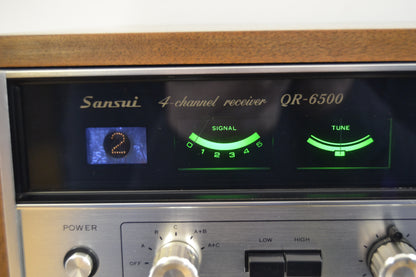 Sansui 4-channel receiver QR-6500
SIGNAL TUNE
2
0 1 2 3 4 5
POWER
OFF A B C A+B A+C
LOW HIGH